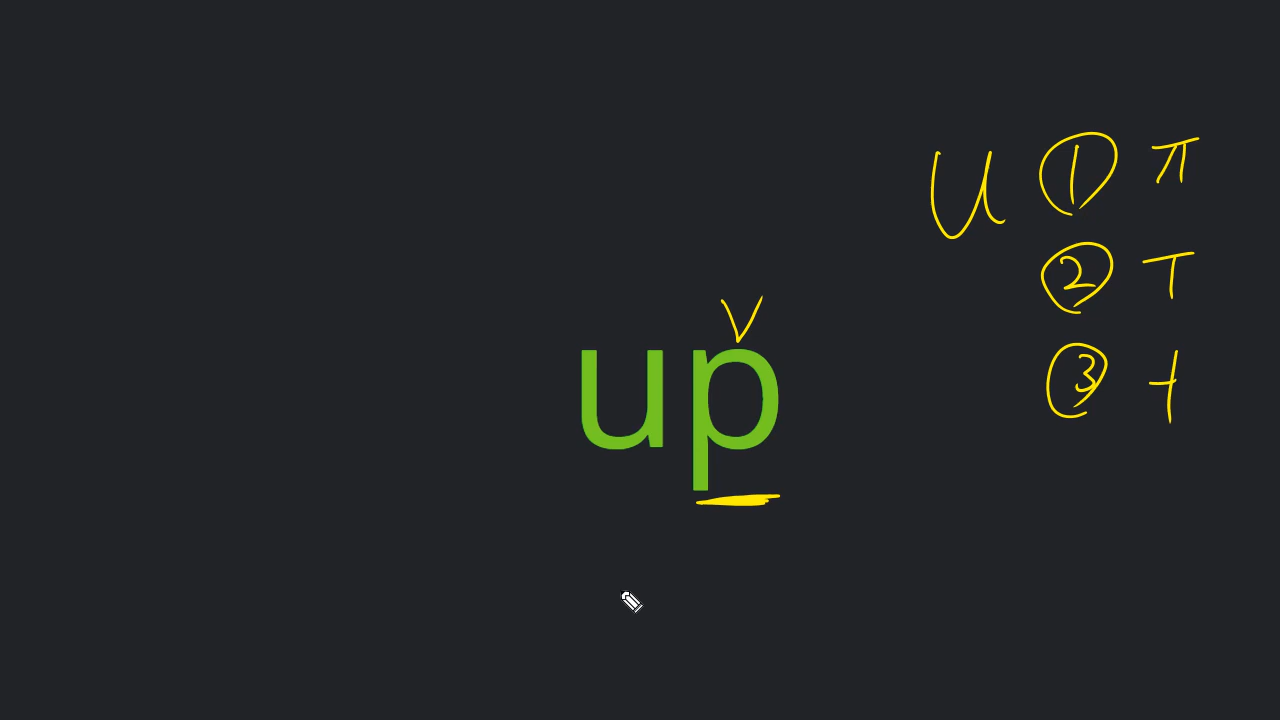 U ① ㅠ
② ㅜ
③ ㅓ
up